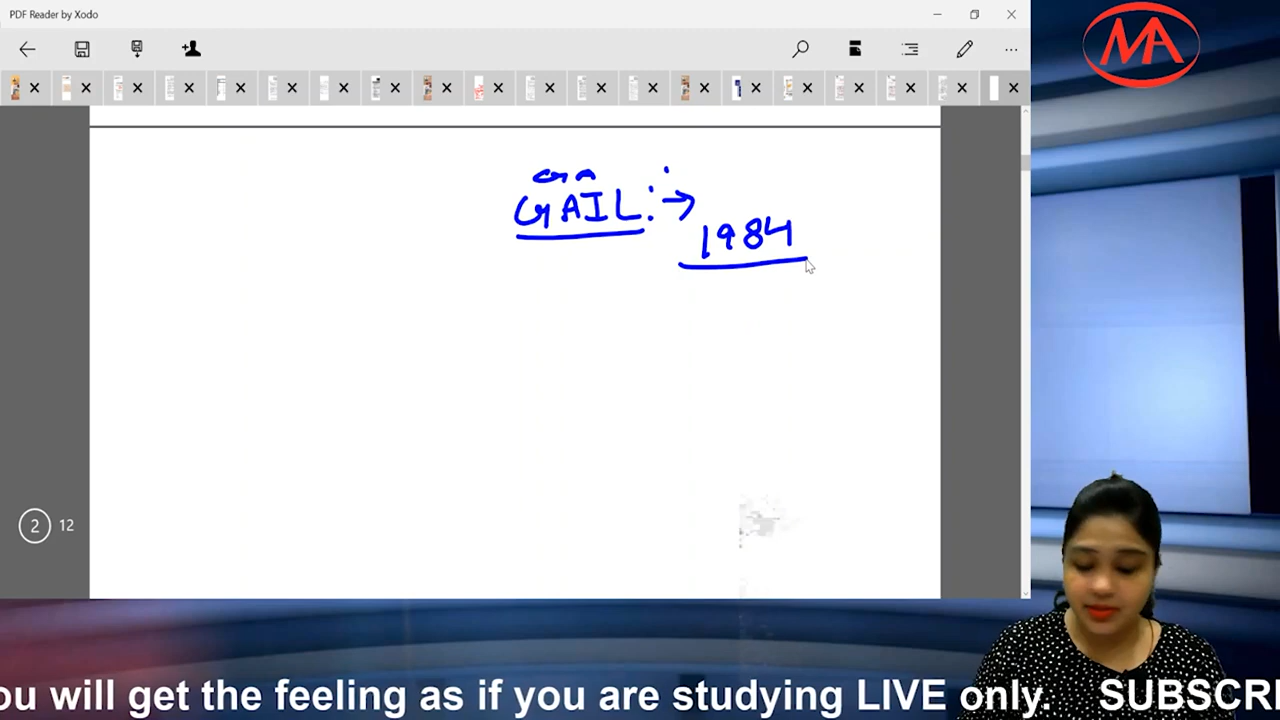 PDF Reader by Xodo
MA
GA
GAIL :→
1984
2 12
ou will get the feeling as if you are studying LIVE only. SUBSCRI